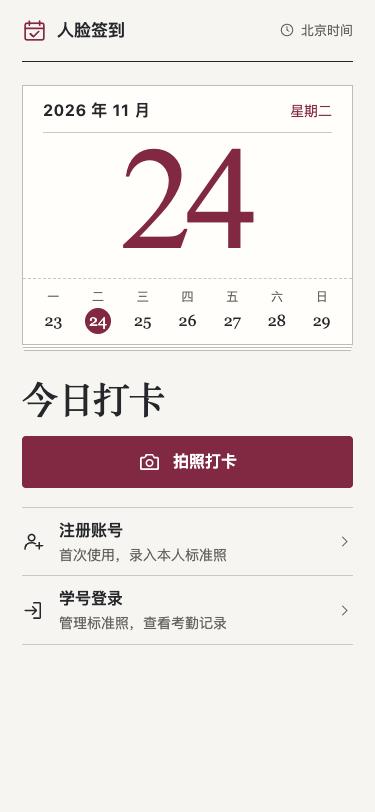 人脸签到
北京时间
2026 年 11 月
星期二
24
一 二 三 四 五 六 日
23 24 25 26 27 28 29
今日打卡
拍照打卡
注册账号
首次使用，录入本人标准照
学号登录
管理标准照，查看考勤记录